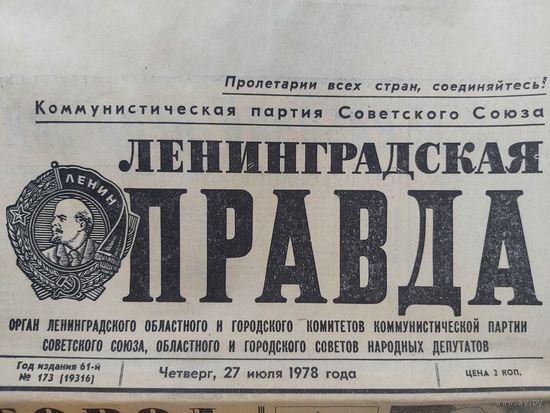 Пролетарии всех стран, соединяйтесь!
Коммунистическая партия Советского Союза
ЛЕНИНГРАДСКАЯ
ЛЕНИН
ПРАВДА
ОРГАН ЛЕНИНГРАДСКОГО ОБЛАСТНОГО И ГОРОДСКОГО КОМИТЕТОВ КОММУНИСТИЧЕСКОЙ ПАРТИИ
СОВЕТСКОГО СОЮЗА, ОБЛАСТНОГО И ГОРОДСКОГО СОВЕТОВ НАРОДНЫХ ДЕПУТАТОВ
Год издания 61-й
№ 173 [19316]
Четверг, 27 июля 1978 года
ЦЕНА 2 КОП.